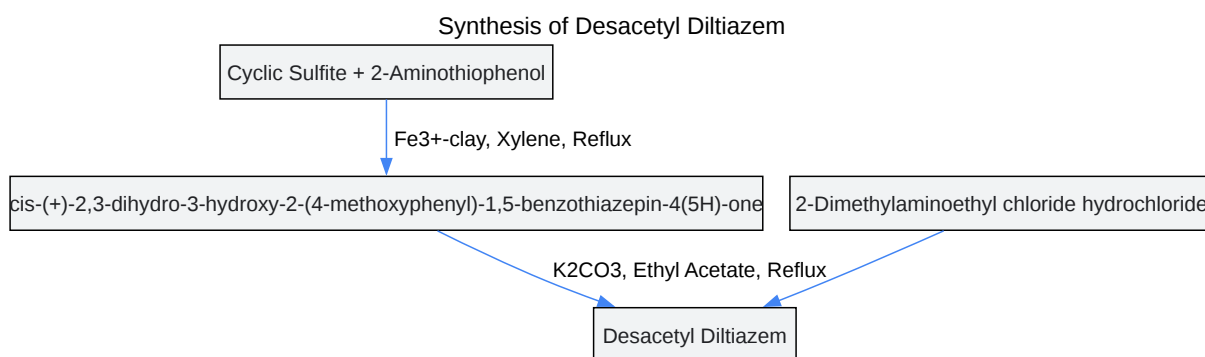 Synthesis of Desacetyl Diltiazem
Cyclic Sulfite + 2-Aminothiophenol
Fe3+-clay, Xylene, Reflux
cis-(+)-2,3-dihydro-3-hydroxy-2-(4-methoxyphenyl)-1,5-benzothiazepin-4(5H)-one
2-Dimethylaminoethyl chloride hydrochloride
K2CO3, Ethyl Acetate, Reflux
Desacetyl Diltiazem